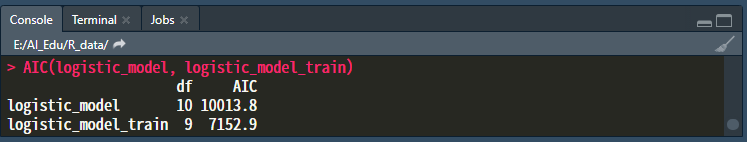 Console Terminal Jobs
E:/AI_Edu/R_data/
> AIC(logistic_model, logistic_model_train)
df AIC
logistic_model 10 10013.8
logistic_model_train 9 7152.9